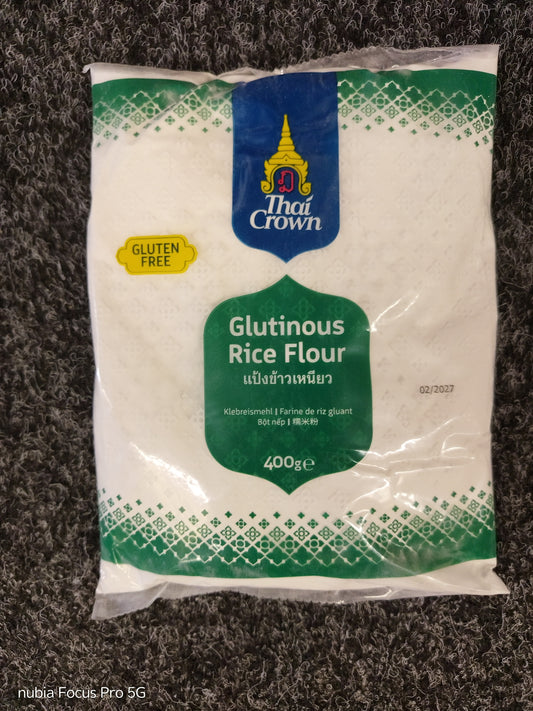 Thai
Crown
GLUTEN
FREE
Glutinous
Rice Flour
แป้งข้าวเหนียว
02/2027
Klebreismehl | Farine de riz gluant
Bột nếp | 糯米粉
400g℮
nubia Focus Pro 5G